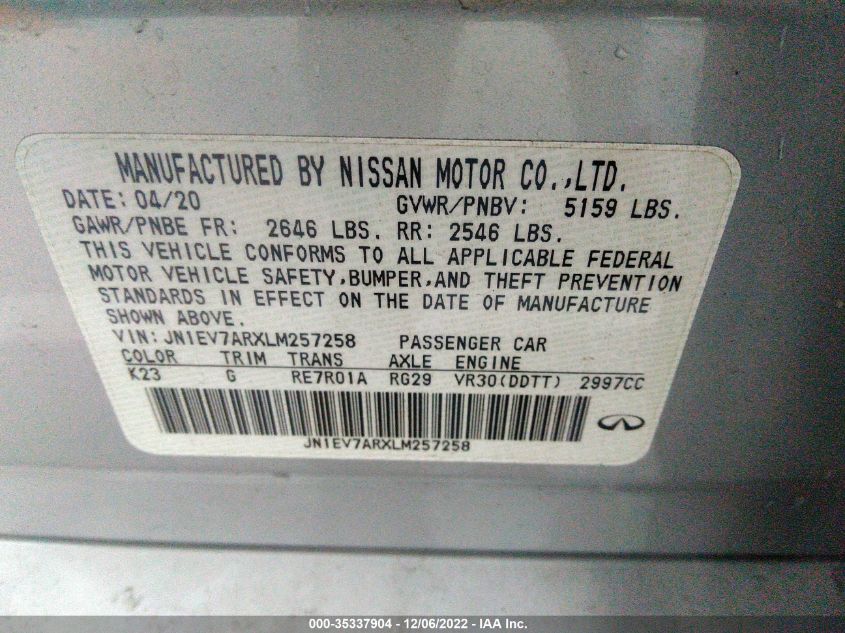 MANUFACTURED BY NISSAN MOTOR CO.,LTD.
DATE: 04/20 GVWR/PNBV: 5159 LBS.
GAWR/PNBE FR: 2646 LBS. RR: 2546 LBS.
THIS VEHICLE CONFORMS TO ALL APPLICABLE FEDERAL
MOTOR VEHICLE SAFETY,BUMPER,AND THEFT PREVENTION
STANDARDS IN EFFECT ON THE DATE OF MANUFACTURE
SHOWN ABOVE.
VIN: JN1EV7ARXLM257258 PASSENGER CAR
COLOR TRIM TRANS AXLE ENGINE
K23 G RE7R01A RG29 VR30(DDTT) 2997CC
JN1EV7ARXLM257258
000-35337904 - 12/06/2022 - IAA Inc.